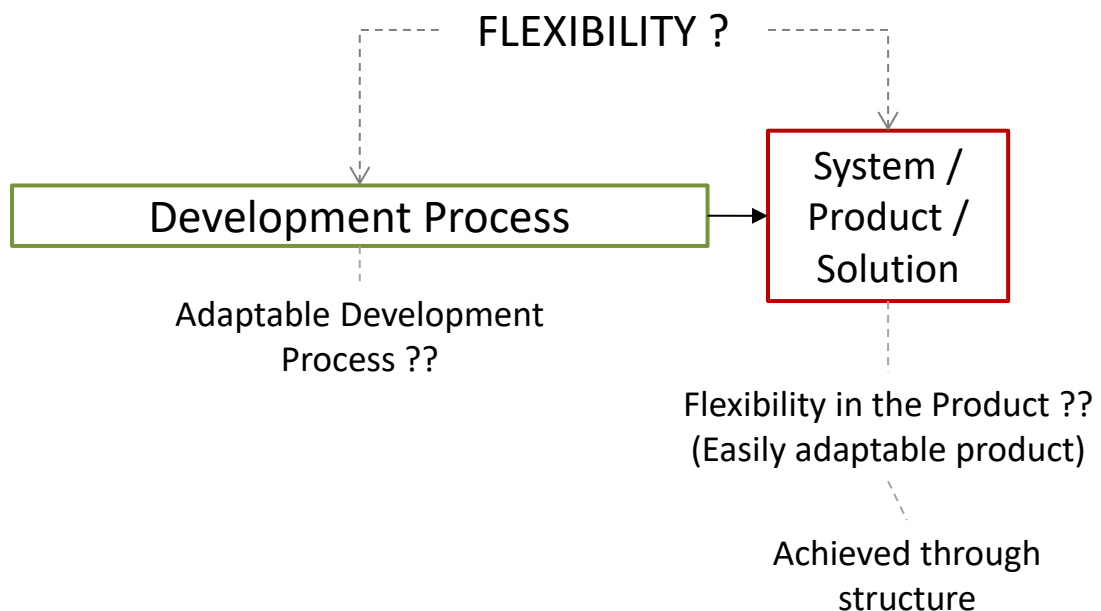 FLEXIBILITY ?
Development Process
System /
Product /
Solution
Adaptable Development
Process ??
Flexibility in the Product ??
(Easily adaptable product)
Achieved through
structure